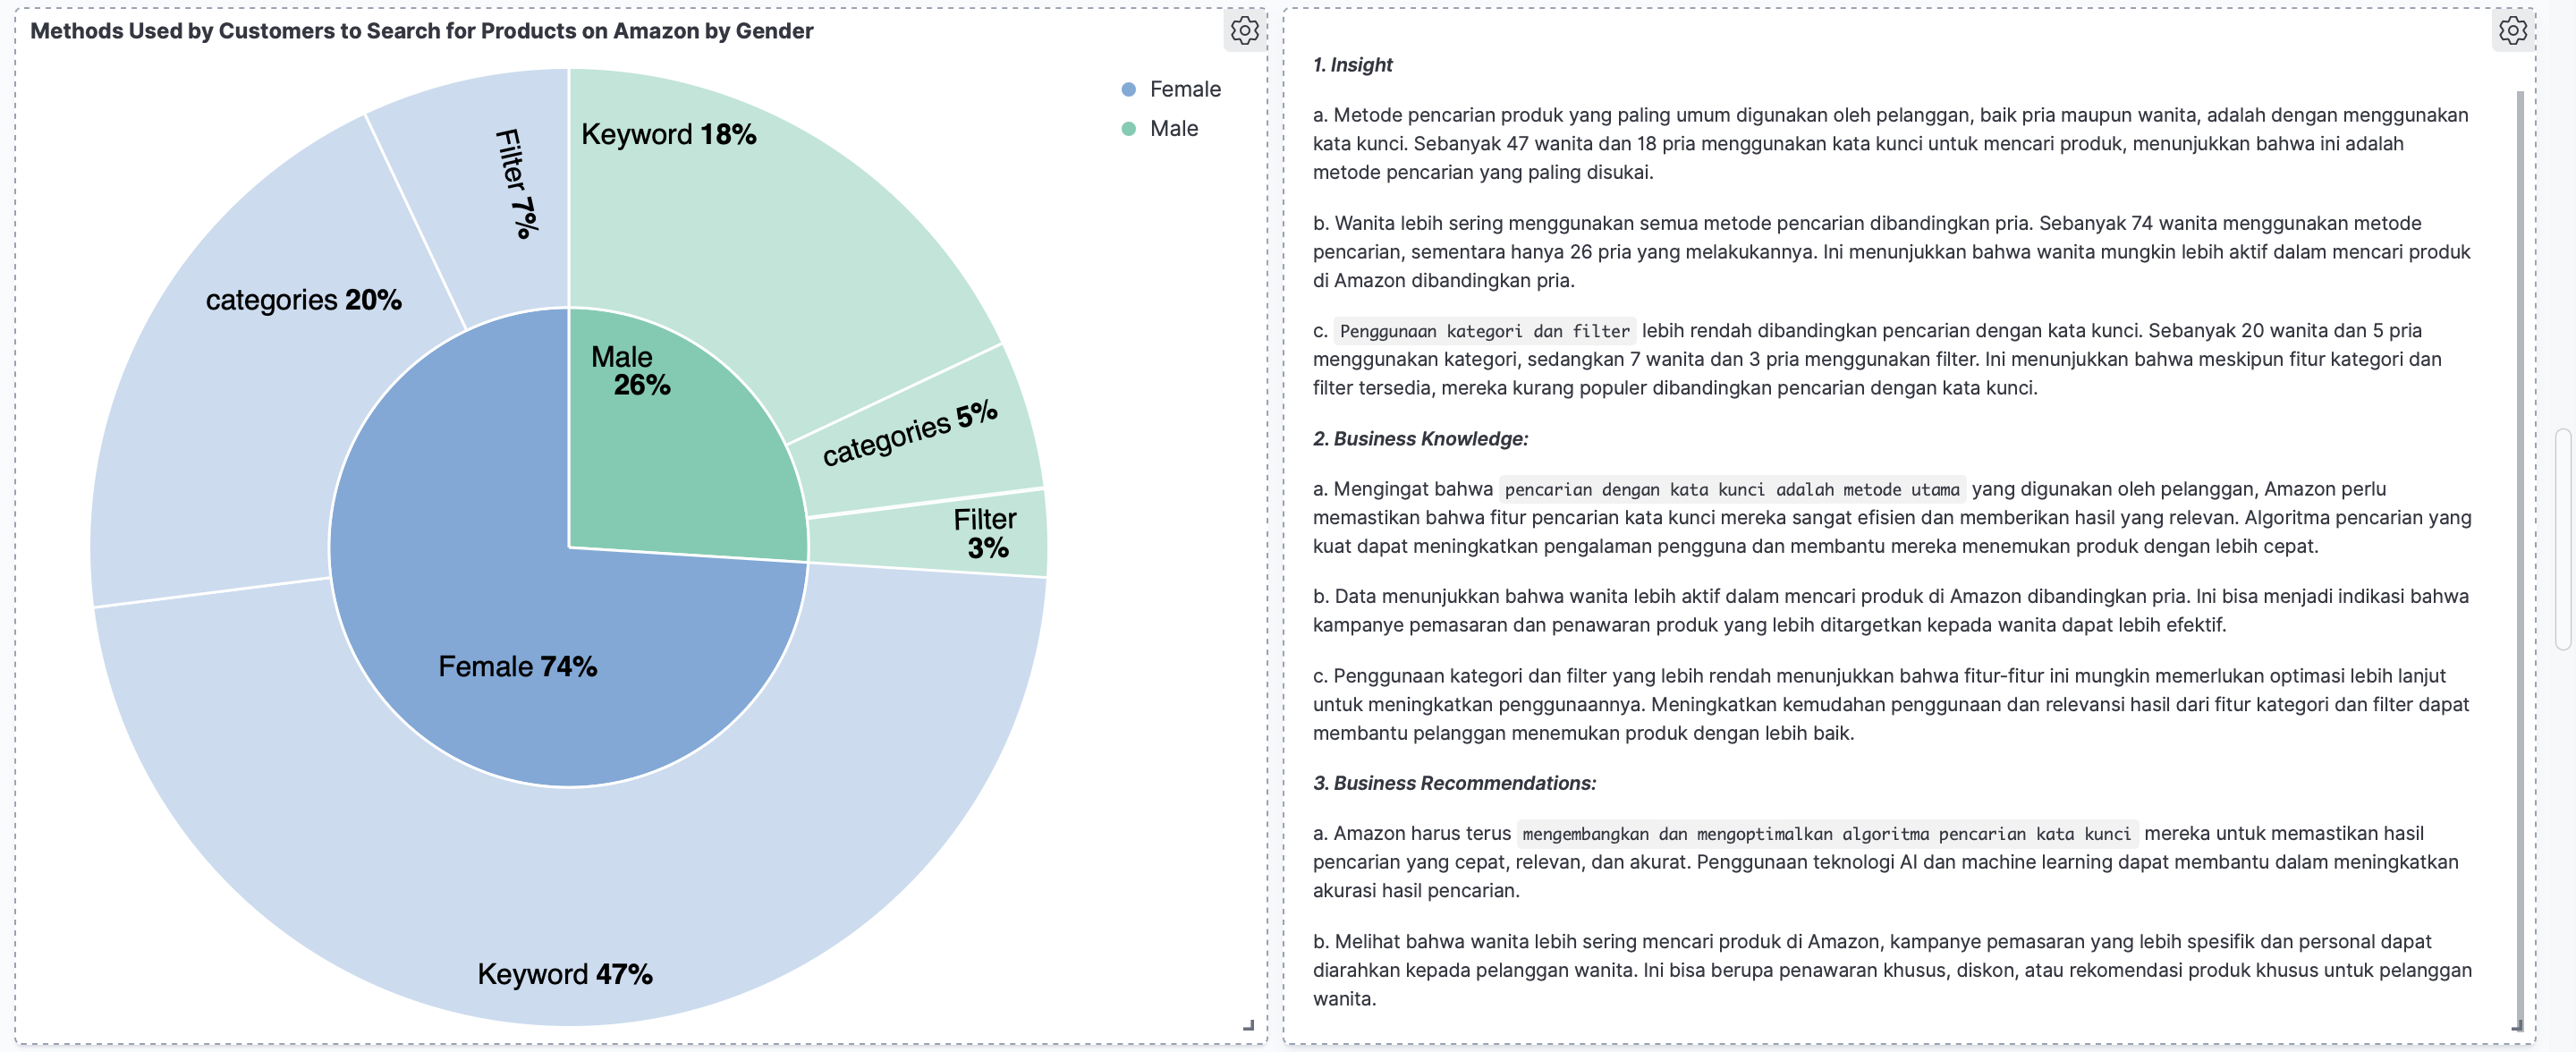 Methods Used by Customers to Search for Products on Amazon by Gender
Female
Male
Keyword 18%
Filter 7%
categories 20%
Male
26%
categories 5%
Filter
3%
Female 74%
Keyword 47%
1. Insight
a. Metode pencarian produk yang paling umum digunakan oleh pelanggan, baik pria maupun wanita, adalah dengan menggunakan
kata kunci. Sebanyak 47 wanita dan 18 pria menggunakan kata kunci untuk mencari produk, menunjukkan bahwa ini adalah
metode pencarian yang paling disukai.
b. Wanita lebih sering menggunakan semua metode pencarian dibandingkan pria. Sebanyak 74 wanita menggunakan metode
pencarian, sementara hanya 26 pria yang melakukannya. Ini menunjukkan bahwa wanita mungkin lebih aktif dalam mencari produk
di Amazon dibandingkan pria.
c. Penggunaan kategori dan filter lebih rendah dibandingkan pencarian dengan kata kunci. Sebanyak 20 wanita dan 5 pria
menggunakan kategori, sedangkan 7 wanita dan 3 pria menggunakan filter. Ini menunjukkan bahwa meskipun fitur kategori dan
filter tersedia, mereka kurang populer dibandingkan pencarian dengan kata kunci.
2. Business Knowledge:
a. Mengingat bahwa pencarian dengan kata kunci adalah metode utama yang digunakan oleh pelanggan, Amazon perlu
memastikan bahwa fitur pencarian kata kunci mereka sangat efisien dan memberikan hasil yang relevan. Algoritma pencarian yang
kuat dapat meningkatkan pengalaman pengguna dan membantu mereka menemukan produk dengan lebih cepat.
b. Data menunjukkan bahwa wanita lebih aktif dalam mencari produk di Amazon dibandingkan pria. Ini bisa menjadi indikasi bahwa
kampanye pemasaran dan penawaran produk yang lebih ditargetkan kepada wanita dapat lebih efektif.
c. Penggunaan kategori dan filter yang lebih rendah menunjukkan bahwa fitur-fitur ini mungkin memerlukan optimasi lebih lanjut
untuk meningkatkan penggunaannya. Meningkatkan kemudahan penggunaan dan relevansi hasil dari fitur kategori dan filter dapat
membantu pelanggan menemukan produk dengan lebih baik.
3. Business Recommendations:
a. Amazon harus terus mengembangkan dan mengoptimalkan algoritma pencarian kata kunci mereka untuk memastikan hasil
pencarian yang cepat, relevan, dan akurat. Penggunaan teknologi AI dan machine learning dapat membantu dalam meningkatkan
akurasi hasil pencarian.
b. Melihat bahwa wanita lebih sering mencari produk di Amazon, kampanye pemasaran yang lebih spesifik dan personal dapat
diarahkan kepada pelanggan wanita. Ini bisa berupa penawaran khusus, diskon, atau rekomendasi produk khusus untuk pelanggan
wanita.